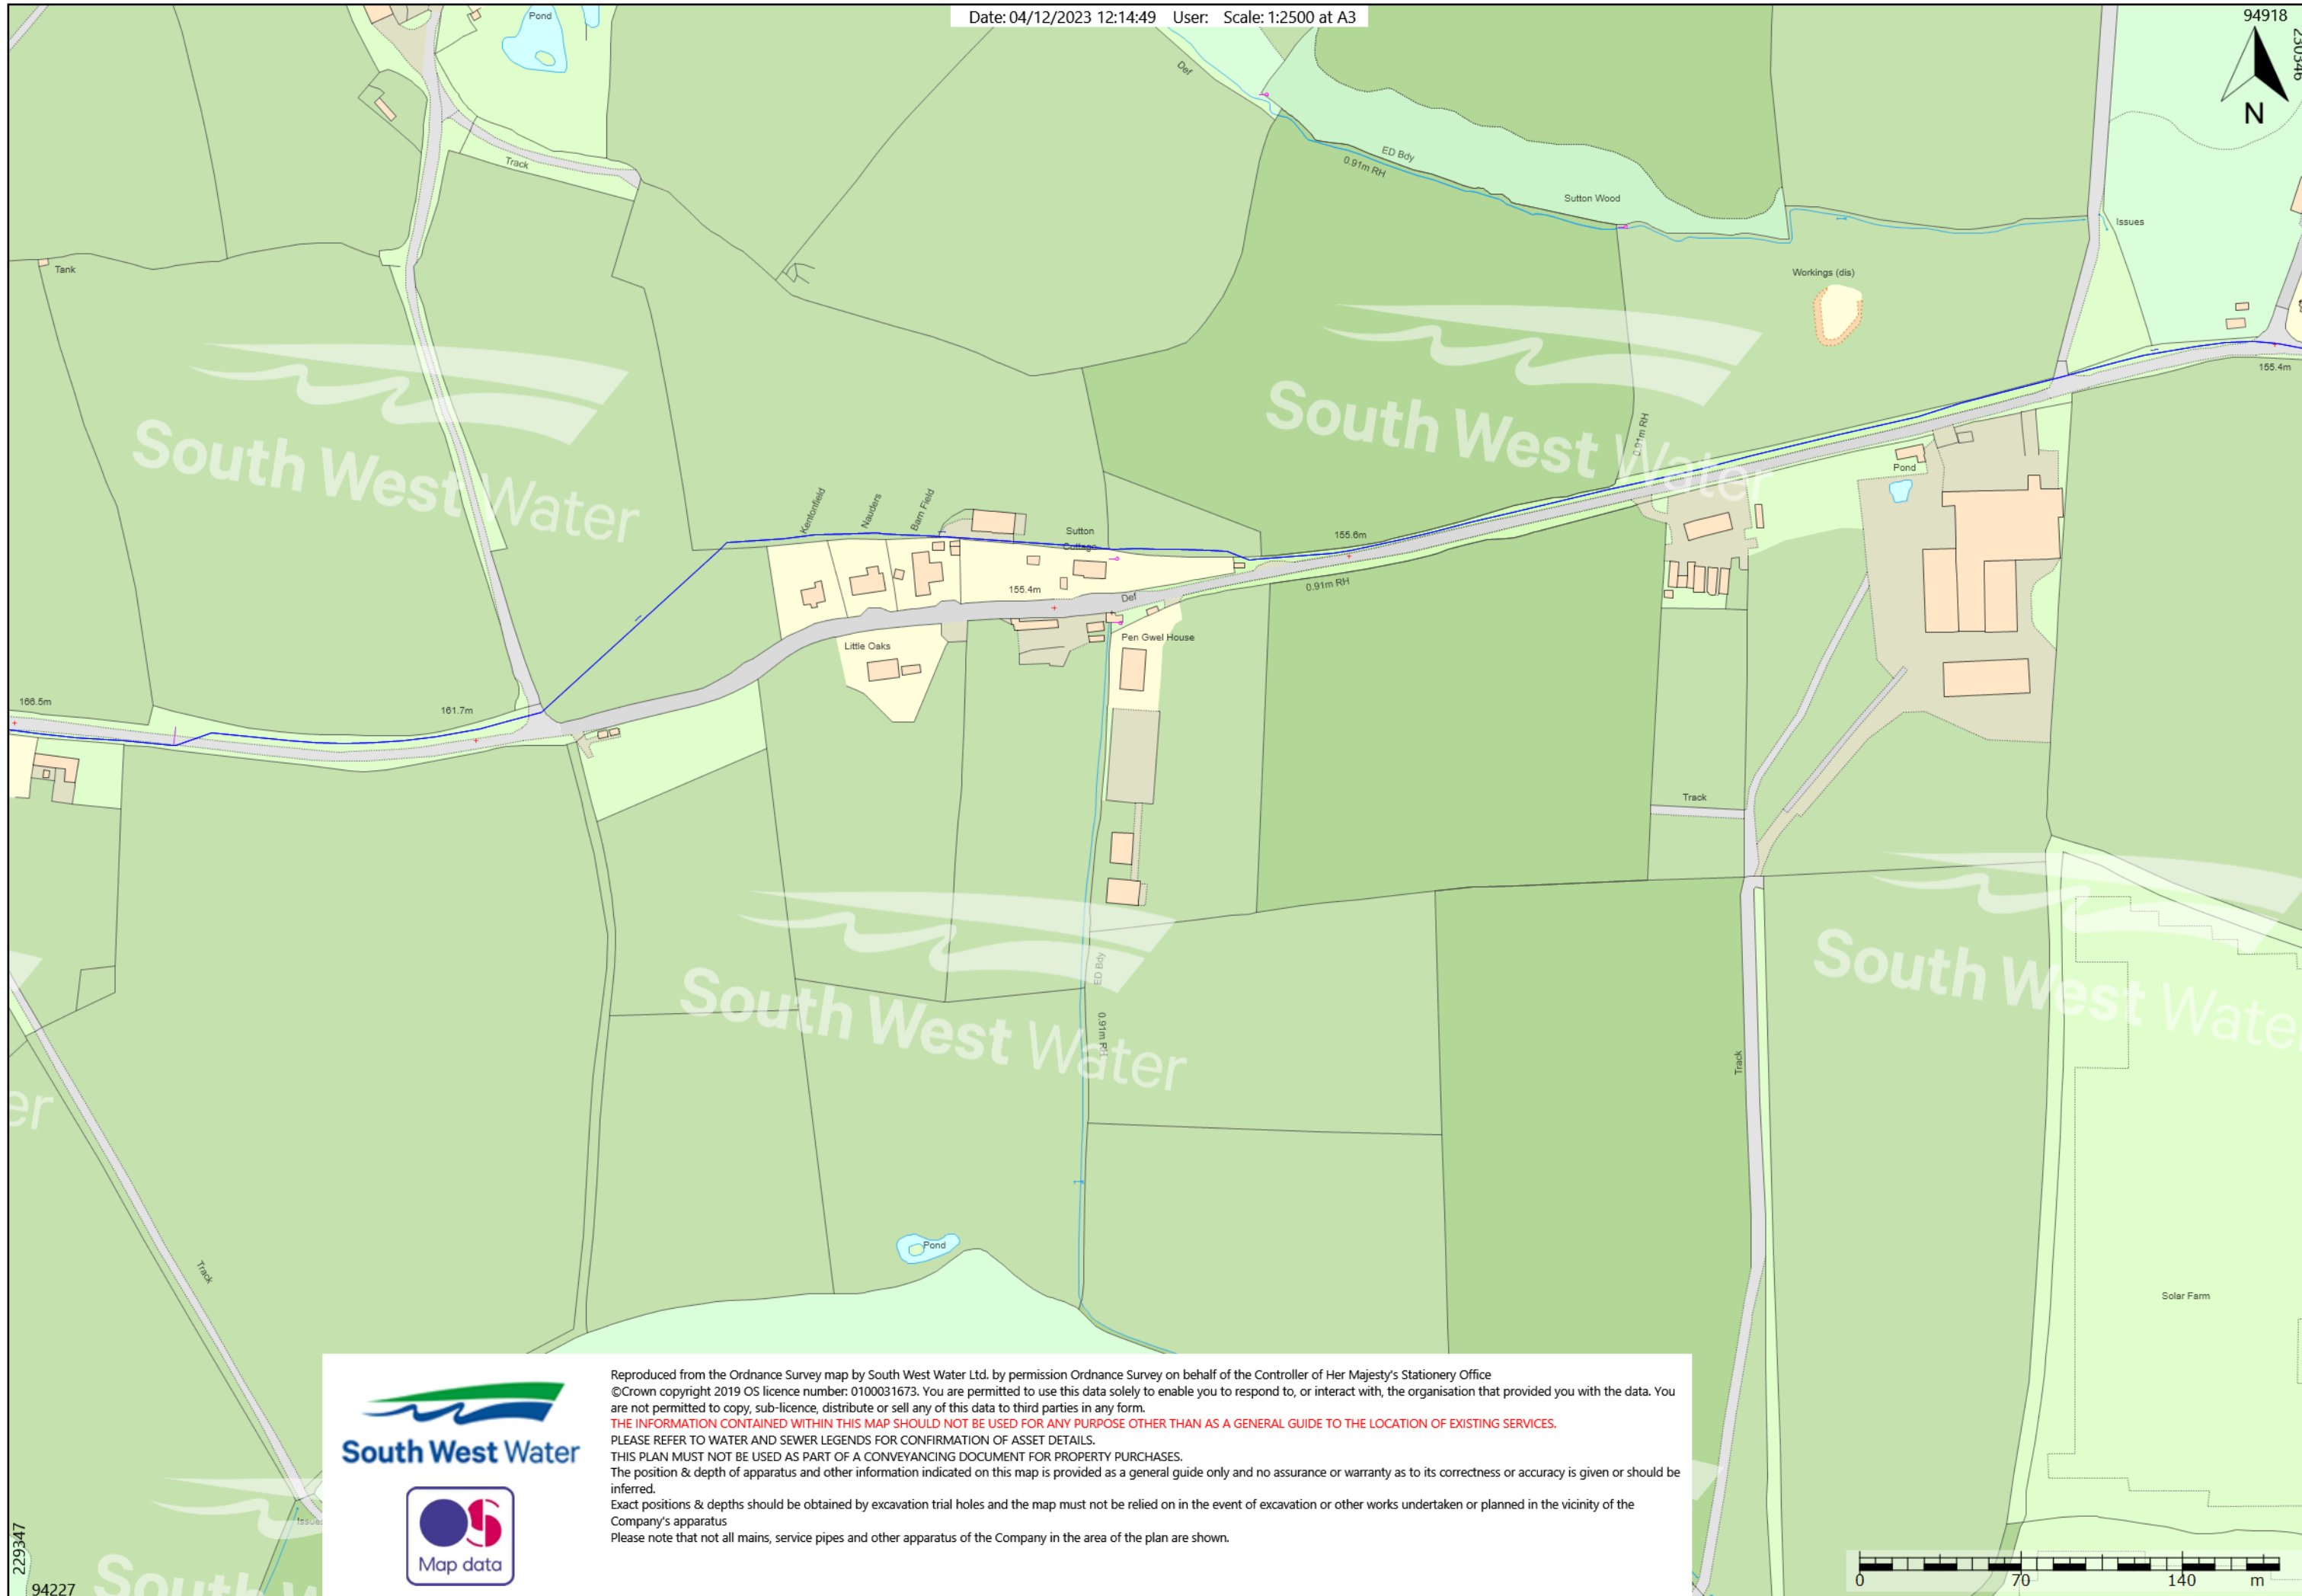 Date: 04/12/2023 12:14:49 User: Scale: 1:2500 at A3
94918
230346
N
Pond
Def
Track
ED Bdy
0.91m RH
Sutton Wood
Issues
Tank
Workings (dis)
155.4m
South West Water
South West Water
0.91m RH
Pond
Kentonfield
Nauders
Barn Field
Sutton
Cottage
155.6m
0.91m RH
155.4m
Def
Pen Gwel House
Little Oaks
166.5m
161.7m
Track
South West Water
South West Water
ED Bdy
0.91m RH
Track
er
Track
Pond
Solar Farm
Issues
229347
94227
South West Water
Map data
Reproduced from the Ordnance Survey map by South West Water Ltd. by permission Ordnance Survey on behalf of the Controller of Her Majesty's Stationery Office
©Crown copyright 2019 OS licence number: 0100031673. You are permitted to use this data solely to enable you to respond to, or interact with, the organisation that provided you with the data. You
are not permitted to copy, sub-licence, distribute or sell any of this data to third parties in any form.
THE INFORMATION CONTAINED WITHIN THIS MAP SHOULD NOT BE USED FOR ANY PURPOSE OTHER THAN AS A GENERAL GUIDE TO THE LOCATION OF EXISTING SERVICES.
PLEASE REFER TO WATER AND SEWER LEGENDS FOR CONFIRMATION OF ASSET DETAILS.
THIS PLAN MUST NOT BE USED AS PART OF A CONVEYANCING DOCUMENT FOR PROPERTY PURCHASES.
The position & depth of apparatus and other information indicated on this map is provided as a general guide only and no assurance or warranty as to its correctness or accuracy is given or should be
inferred.
Exact positions & depths should be obtained by excavation trial holes and the map must not be relied on in the event of excavation or other works undertaken or planned in the vicinity of the
Company's apparatus
Please note that not all mains, service pipes and other apparatus of the Company in the area of the plan are shown.
South W
0 70 140 m